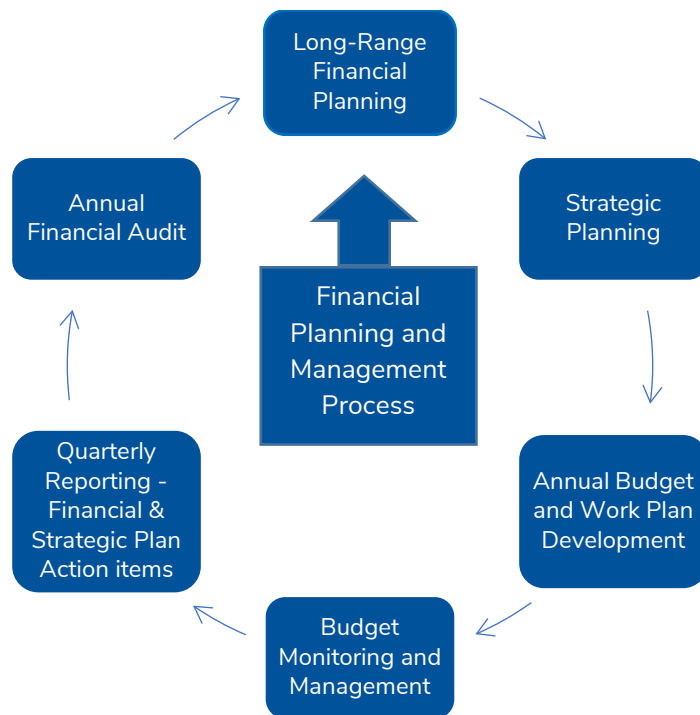 Long-Range
Financial
Planning
Strategic
Planning
Annual Budget
and Work Plan
Development
Budget
Monitoring and
Management
Quarterly
Reporting -
Financial &
Strategic Plan
Action items
Annual
Financial Audit
Financial
Planning and
Management
Process